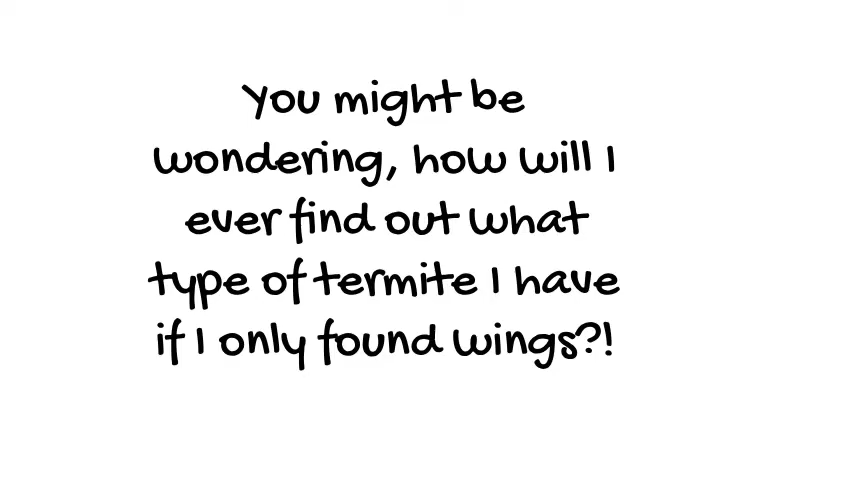 You might be
wondering, how will I
ever find out what
type of termite I have
if I only found wings?!